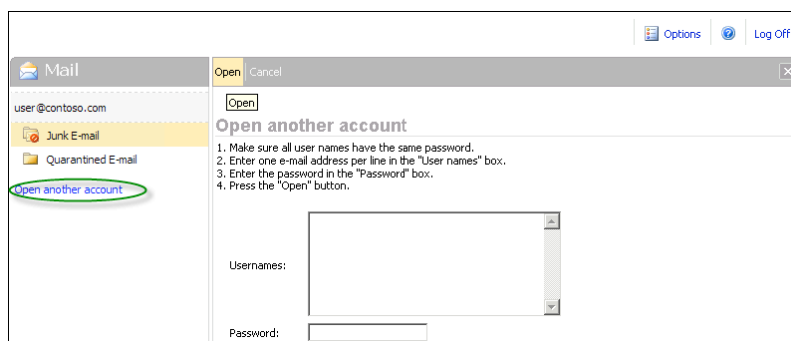 Options
Log Off
Mail
user@contoso.com
Junk E-mail
Quarantined E-mail
Open another account
Open Cancel
Open
Open another account
1. Make sure all user names have the same password.
2. Enter one e-mail address per line in the "User names" box.
3. Enter the password in the "Password" box.
4. Press the "Open" button.
Usernames:
Password: